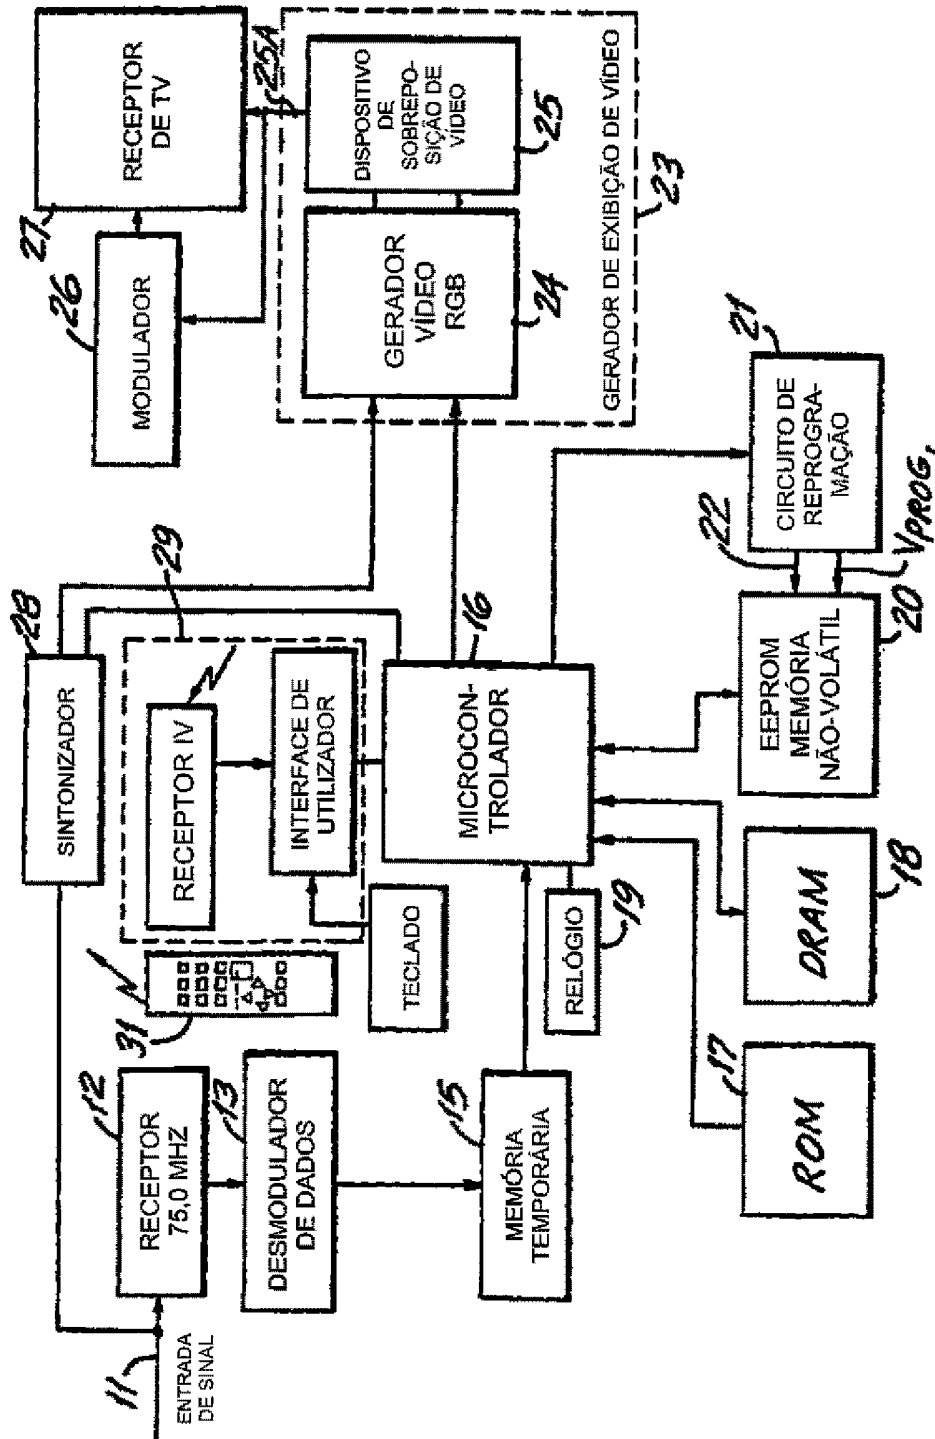 11
ENTRADA
DE SINAL
12
RECEPTOR
75,0 MHZ
13
DESMODULADOR
DE DADOS
15
MEMÓRIA
TEMPORÁRIA
28
SINTONIZADOR
31
29
RECEPTOR IV
INTERFACE DE
UTILIZADOR
TECLADO
16
MICROCON-
TROLADOR
RELÓGIO
19
17
ROM
DRAM
18
EEPROM
MEMÓRIA
NÃO-VOLÁTIL
20
22
VPROG.
21
CIRCUITO DE
REPROGRA-
MAÇÃO
26
MODULADOR
27
RECEPTOR
DE TV
25A
GERADOR
VÍDEO
RGB
24
DISPOSITIVO
DE
SOBREPO-
SIÇÃO DE
VÍDEO
25
GERADOR DE EXIBIÇÃO DE VÍDEO
23